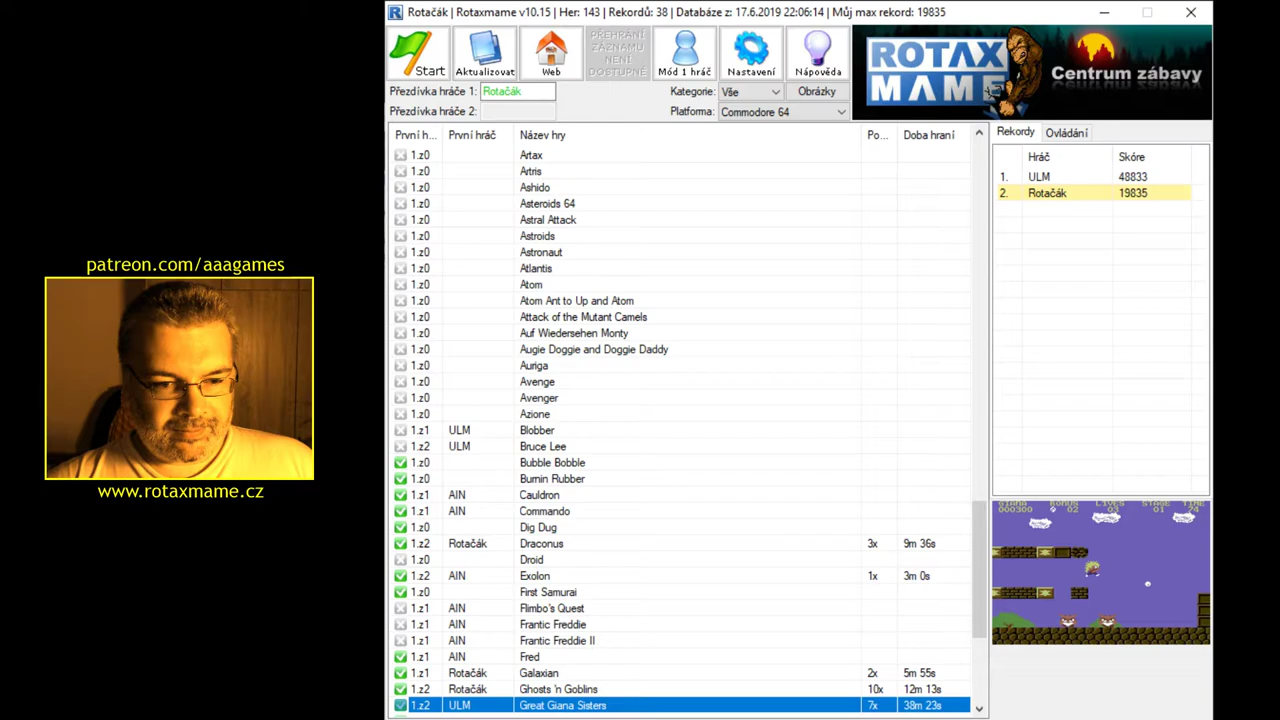 Rotačák | Rotaxmame v10.15 | Her: 143 | Rekordů: 38 | Databáze z: 17.6.2019 22:06:14 | Můj max rekord: 19835
Start
Aktualizovat
Web
PŘEHRÁNÍ
ZÁZNAMU
NENÍ
DOSTUPNÉ
Mód 1 hráč
Nastavení
Nápověda
ROTAX
MAME
Centrum zábavy
Přezdívka hráče 1: Rotačák
Kategorie: Vše Obrázky
Přezdívka hráče 2:
Platforma: Commodore 64
První h... První hráč Název hry Po... Doba hraní
1.z0 Artax
1.z0 Artris
1.z0 Ashido
1.z0 Asteroids 64
1.z0 Astral Attack
1.z0 Astroids
1.z0 Astronaut
1.z0 Atlantis
1.z0 Atom
1.z0 Atom Ant to Up and Atom
1.z0 Attack of the Mutant Camels
1.z0 Auf Wiedersehen Monty
1.z0 Augie Doggie and Doggie Daddy
1.z0 Auriga
1.z0 Avenge
1.z0 Avenger
1.z0 Azione
1.z1 ULM Blobber
1.z2 ULM Bruce Lee
1.z0 Bubble Bobble
1.z0 Burnin Rubber
1.z1 AIN Cauldron
1.z1 AIN Commando
1.z0 Dig Dug
1.z2 Rotačák Draconus 3x 9m 36s
1.z0 Droid
1.z2 AIN Exolon 1x 3m 0s
1.z0 First Samurai
1.z1 AIN Flimbo's Quest
1.z1 AIN Frantic Freddie
1.z1 AIN Frantic Freddie II
1.z1 AIN Fred
1.z1 Rotačák Galaxian 2x 5m 55s
1.z2 Rotačák Ghosts 'n Goblins 10x 12m 13s
1.z2 ULM Great Giana Sisters 7x 38m 23s
Rekordy Ovládání
Hráč Skóre
1. ULM 48833
2. Rotačák 19835
GIANA BONUS LIVES STAGE TIME
000300 02 03 01 74
patreon.com/aaagames
www.rotaxmame.cz